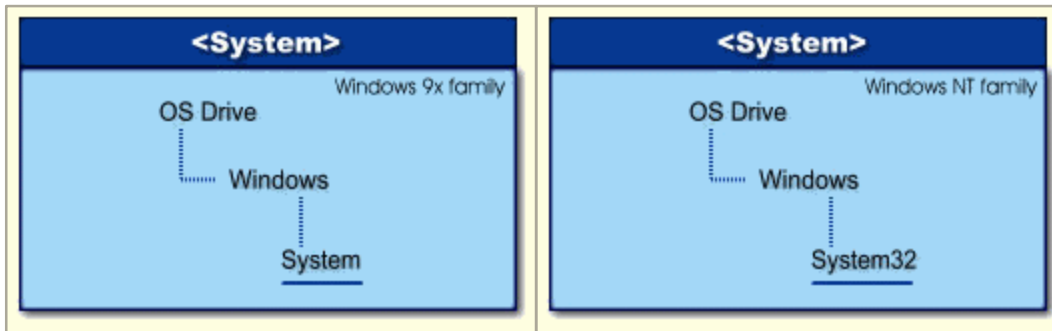 <System>
Windows 9x family
OS Drive
Windows
System
<System>
Windows NT family
OS Drive
Windows
System32